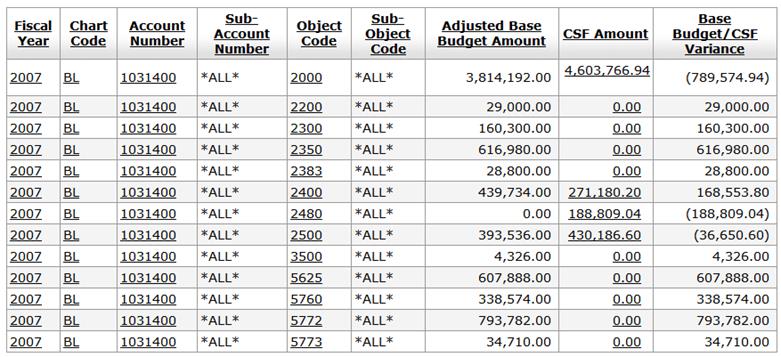 Fiscal Year Chart Code Account Number Sub-Account Number Object Code Sub-Object Code Adjusted Base Budget Amount CSF Amount Base Budget/CSF Variance
2007 BL 1031400 *ALL* 2000 *ALL* 3,814,192.00 4,603,766.94 (789,574.94)
2007 BL 1031400 *ALL* 2200 *ALL* 29,000.00 0.00 29,000.00
2007 BL 1031400 *ALL* 2300 *ALL* 160,300.00 0.00 160,300.00
2007 BL 1031400 *ALL* 2350 *ALL* 616,980.00 0.00 616,980.00
2007 BL 1031400 *ALL* 2383 *ALL* 28,800.00 0.00 28,800.00
2007 BL 1031400 *ALL* 2400 *ALL* 439,734.00 271,180.20 168,553.80
2007 BL 1031400 *ALL* 2480 *ALL* 0.00 188,809.04 (188,809.04)
2007 BL 1031400 *ALL* 2500 *ALL* 393,536.00 430,186.60 (36,650.60)
2007 BL 1031400 *ALL* 3500 *ALL* 4,326.00 0.00 4,326.00
2007 BL 1031400 *ALL* 5625 *ALL* 607,888.00 0.00 607,888.00
2007 BL 1031400 *ALL* 5760 *ALL* 338,574.00 0.00 338,574.00
2007 BL 1031400 *ALL* 5772 *ALL* 793,782.00 0.00 793,782.00
2007 BL 1031400 *ALL* 5773 *ALL* 34,710.00 0.00 34,710.00